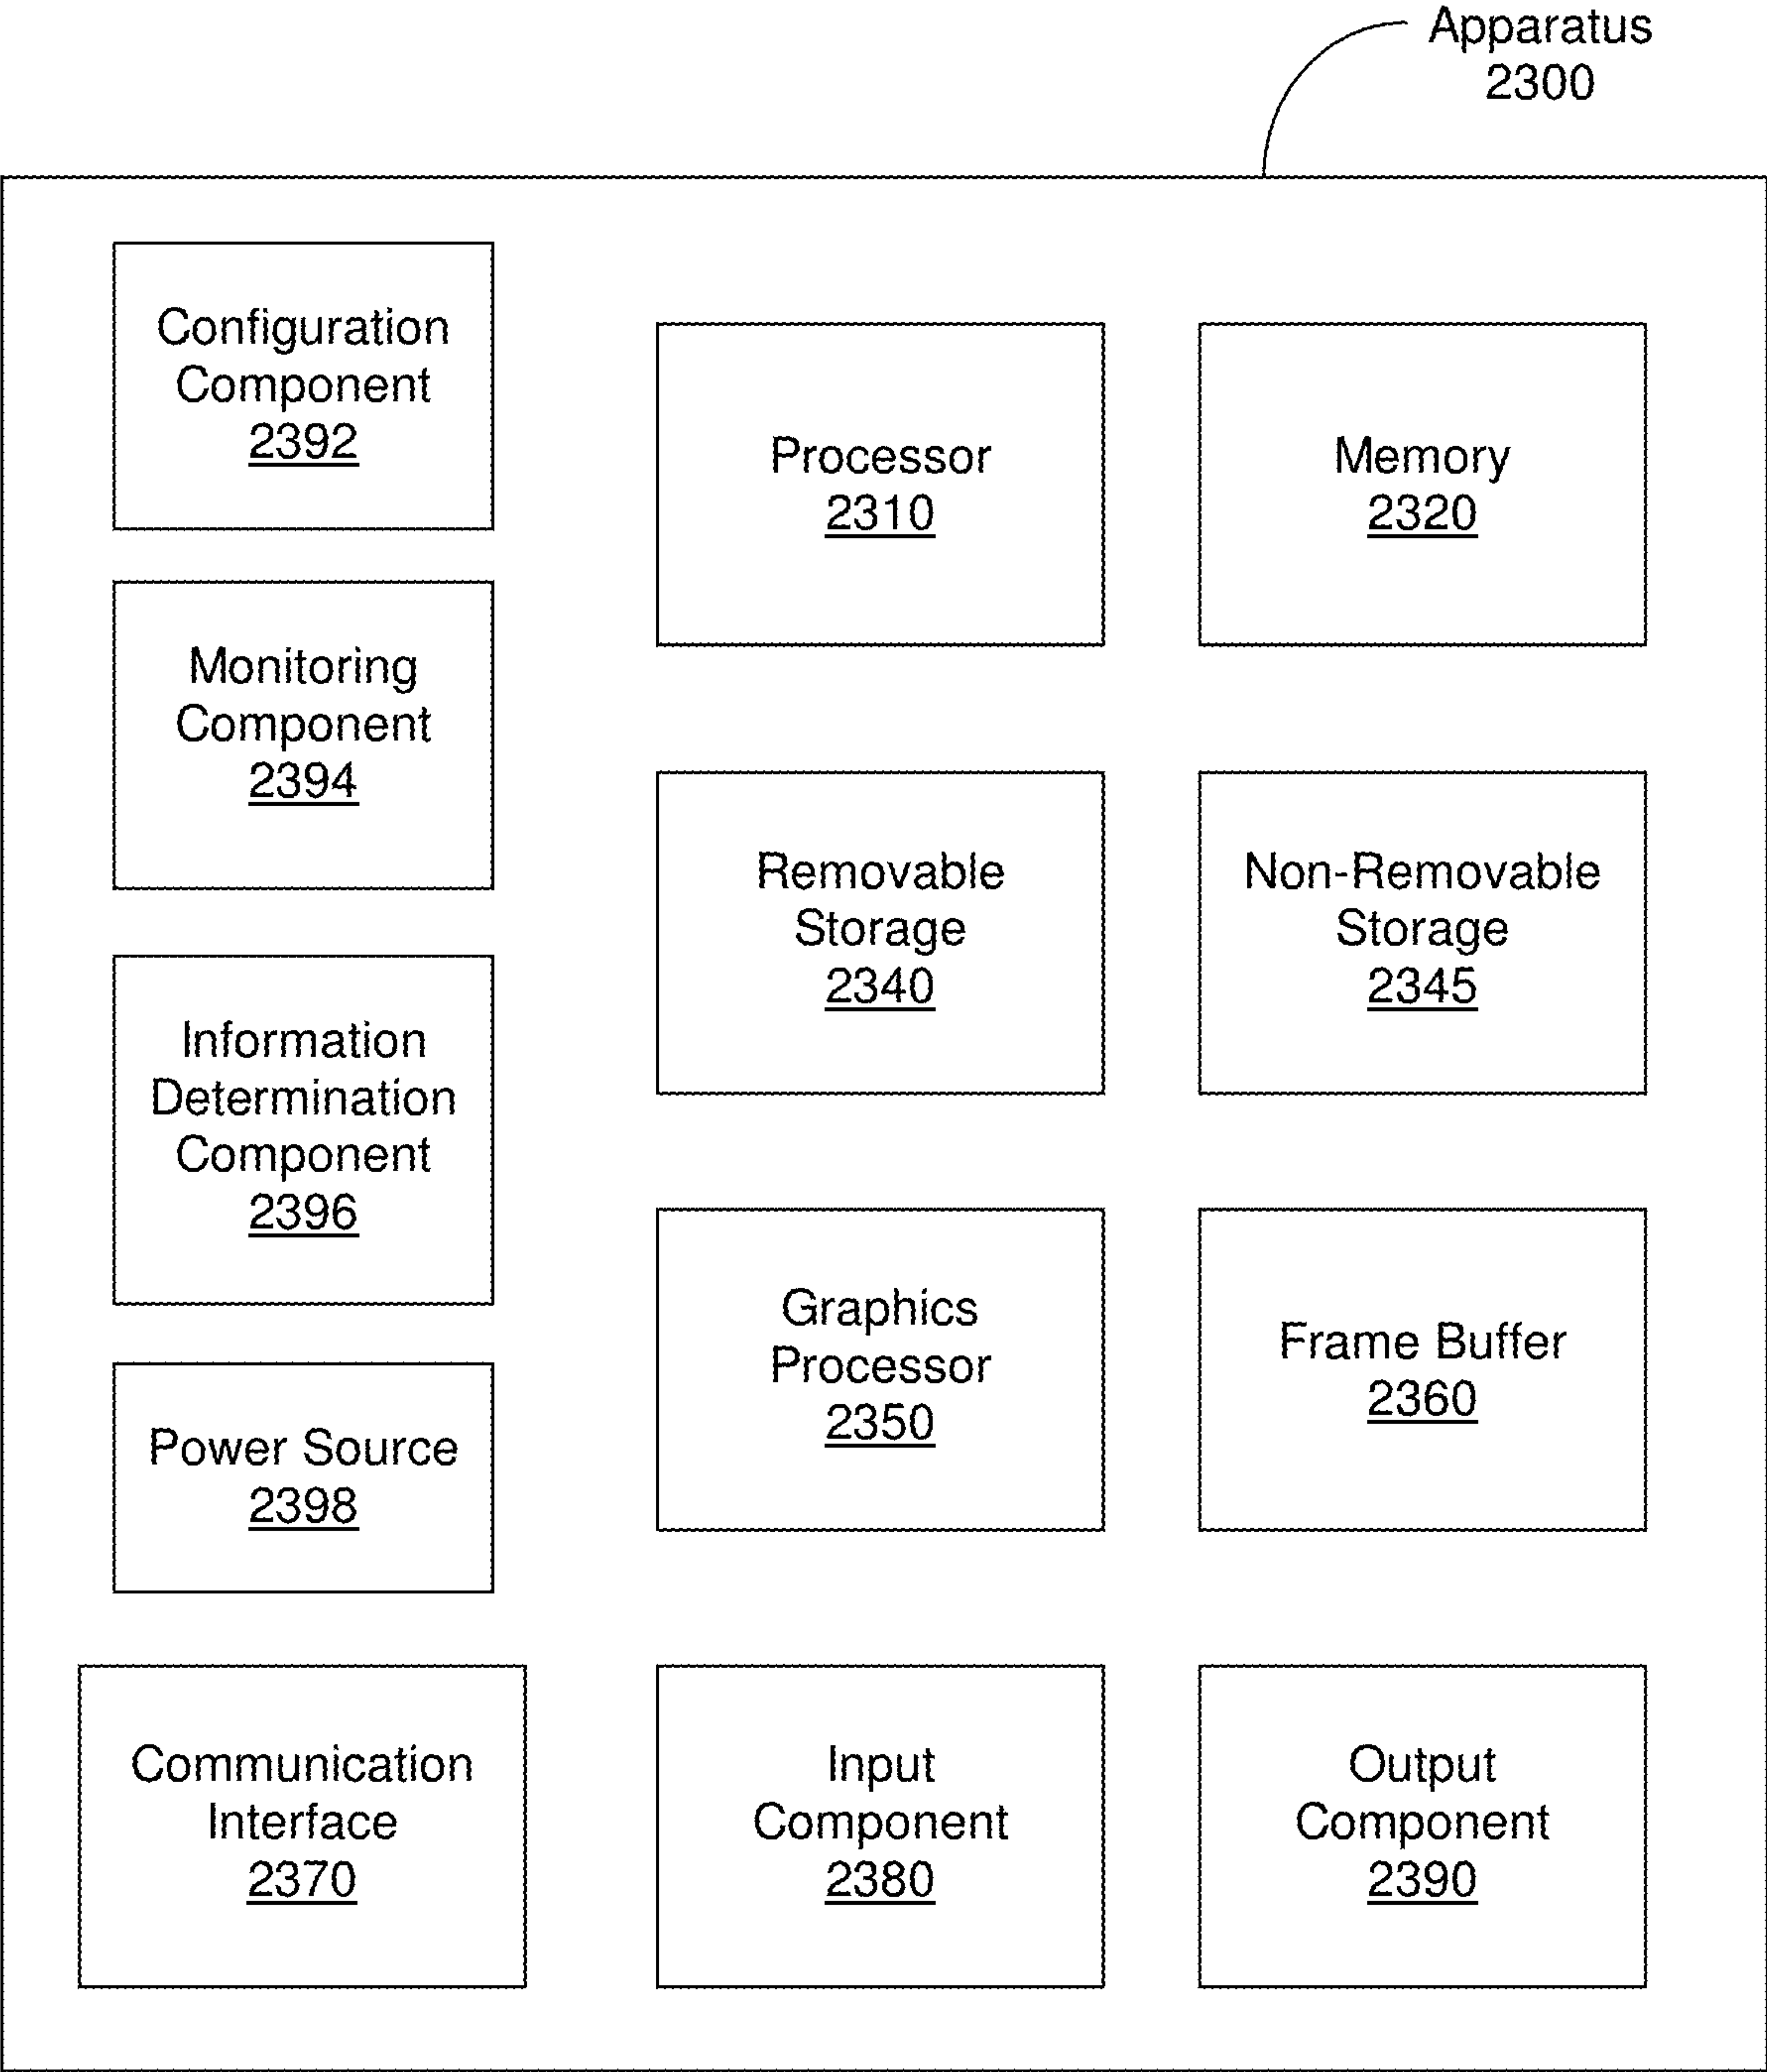 Apparatus
2300
Configuration
Component
2392
Monitoring
Component
2394
Information
Determination
Component
2396
Power Source
2398
Communication
Interface
2370
Processor
2310
Removable
Storage
2340
Graphics
Processor
2350
Input
Component
2380
Memory
2320
Non-Removable
Storage
2345
Frame Buffer
2360
Output
Component
2390